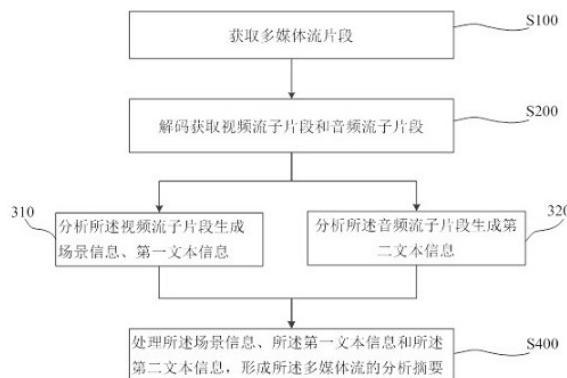 获取多媒体流片段
S100
解码获取视频流子片段和音频流子片段
S200
310
分析所述视频流子片段生成
场景信息、第一文本信息
分析所述音频流子片段生成第
二文本信息
320
处理所述场景信息、所述第一文本信息和所述
第二文本信息，形成所述多媒体流的分析摘要
S400